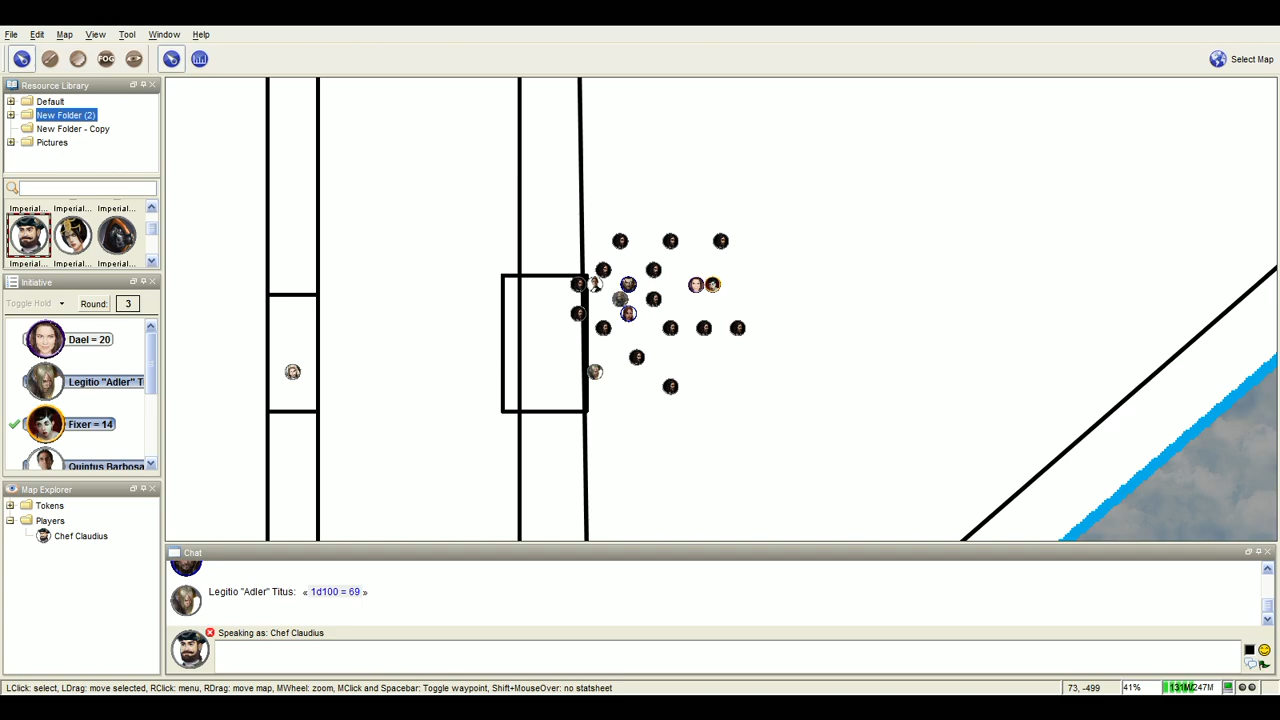 File Edit Map View Tool Window Help
FOG
Select Map
Resource Library
Default
New Folder (2)
New Folder - Copy
Pictures
Imperial... Imperial... Imperial...
Imperial... Imperial... Imperial...
Initiative
Toggle Hold Round: 3
Dael = 20
Legitio "Adler" Ti
Fixer = 14
Quintus Barbosa
Map Explorer
Tokens
Players
Chef Claudius
Chat
Legitio "Adler" Titus: « 1d100 = 69 »
Speaking as: Chef Claudius
LClick: select, LDrag: move selected, RClick: menu, RDrag: move map, MWheel: zoom, MClick and Spacebar: Toggle waypoint, Shift+MouseOver: no statsheet
73, -499 41% 131M/247M